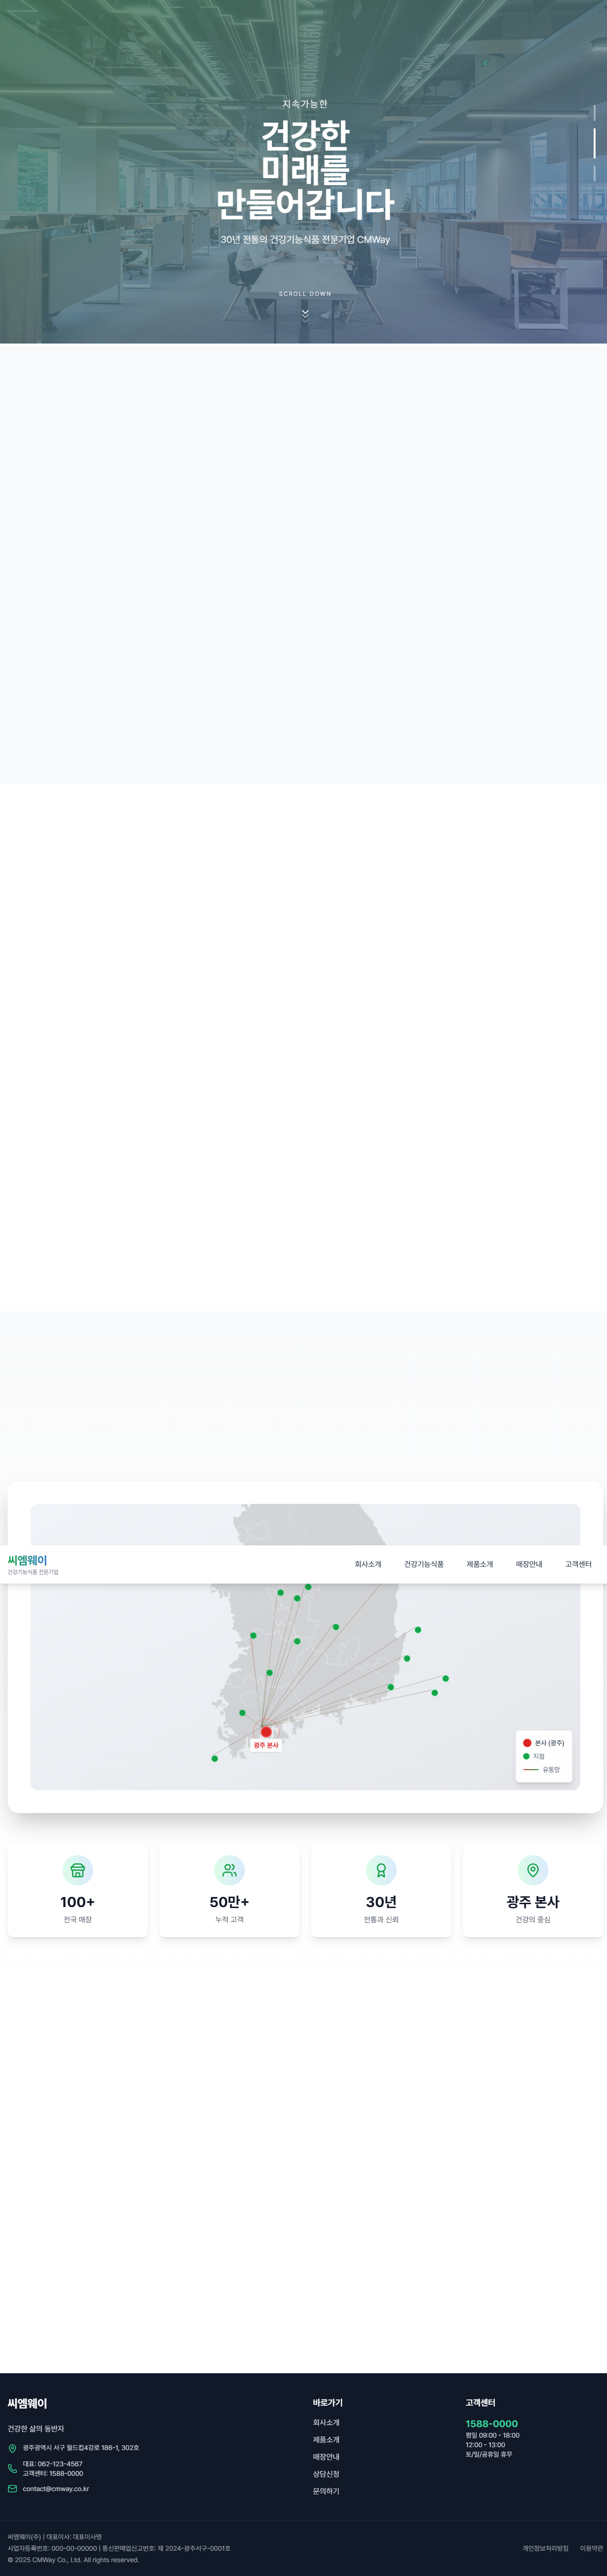 지속가능한
건강한
미래를
만들어갑니다
30년 전통의 건강기능식품 전문기업 CMWay
SCROLL DOWN
씨엠웨이
건강기능식품 전문기업
회사소개
건강기능식품
제품소개
매장안내
고객센터
광주 본사
본사 (광주)
지점
유통망
100+
전국 매장
50만+
누적 고객
30년
전통과 신뢰
광주 본사
건강의 중심
씨엠웨이
건강한 삶의 동반자
광주광역시 서구 월드컵4강로 186-1, 302호
대표: 062-123-4567
고객센터: 1588-0000
contact@cmway.co.kr
바로가기
회사소개
제품소개
매장안내
상담신청
문의하기
고객센터
1588-0000
평일 09:00 - 18:00
12:00 - 13:00
토/일/공휴일 휴무
씨엠웨이(주) | 대표이사: 대표이사명
사업자등록번호: 000-00-00000 | 통신판매업신고번호: 제 2024-광주서구-0001호
© 2025 CMWay Co., Ltd. All rights reserved.
개인정보처리방침
이용약관